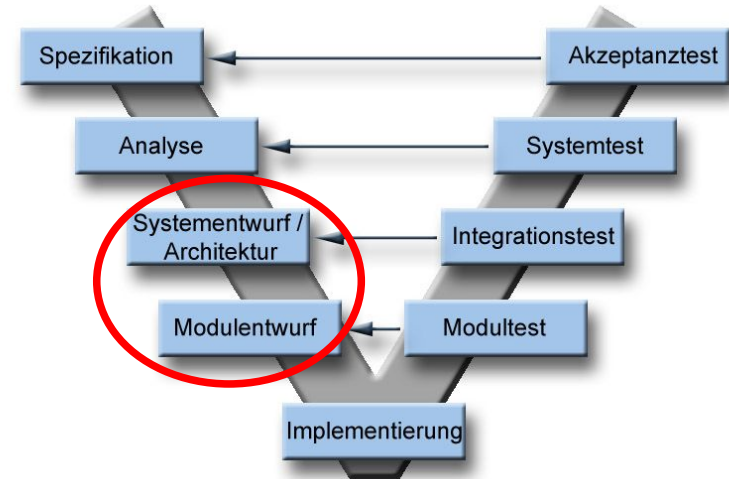 Spezifikation
Akzeptanztest
Analyse
Systemtest
Systementwurf /
Architektur
Integrationstest
Modulentwurf
Modultest
Implementierung